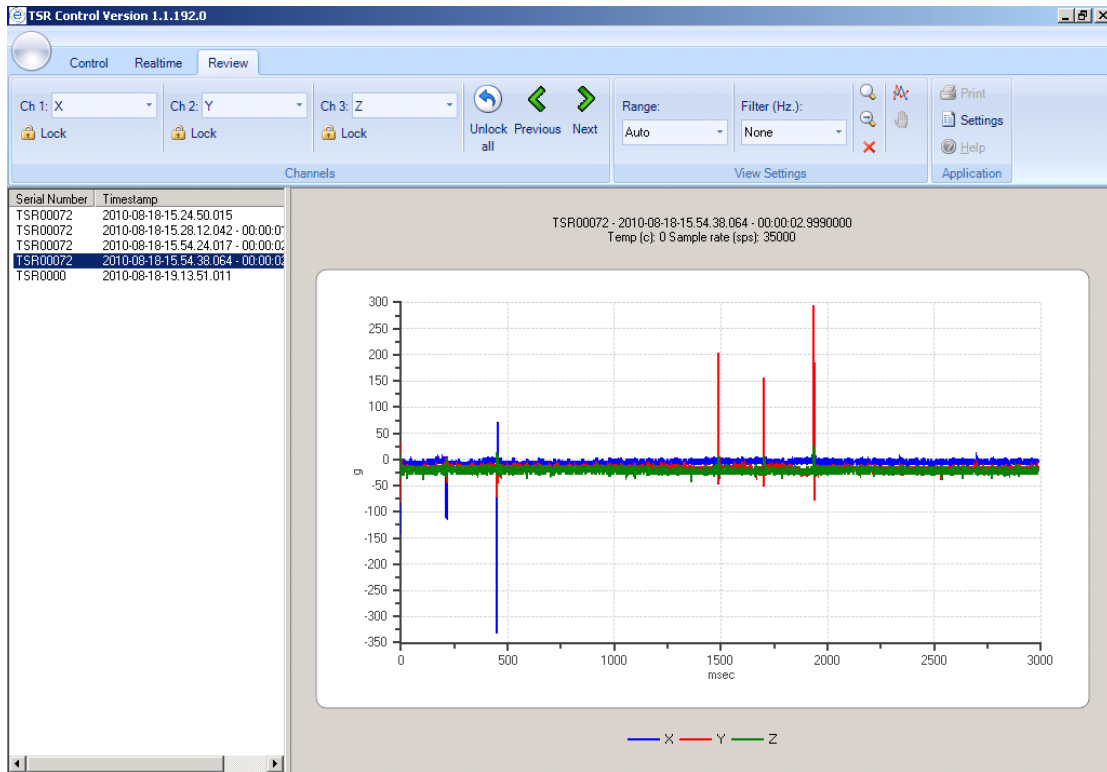 TSR Control Version 1.1.192.0
Control Realtime Review
Ch 1: X Ch 2: Y Ch 3: Z
Lock Lock Lock
Unlock all Previous Next
Range: Filter (Hz.):
Auto None
Print
Settings
Help
Channels View Settings Application
Serial Number Timestamp
TSR00072 2010-08-18-15.24.50.015
TSR00072 2010-08-18-15.28.12.042 - 00:00:0
TSR00072 2010-08-18-15.54.24.017 - 00:00:02
TSR00072 2010-08-18-15.54.38.064 - 00:00:02
TSR0000 2010-08-18-19.13.51.011
TSR00072 - 2010-08-18-15.54.38.064 - 00:00:02.9990000
Temp (c): 0 Sample rate (sps): 35000
300
250
200
150
100
50
0
-50
-100
-150
-200
-250
-300
-350
g
0 500 1000 1500 2000 2500 3000
msec
X Y Z